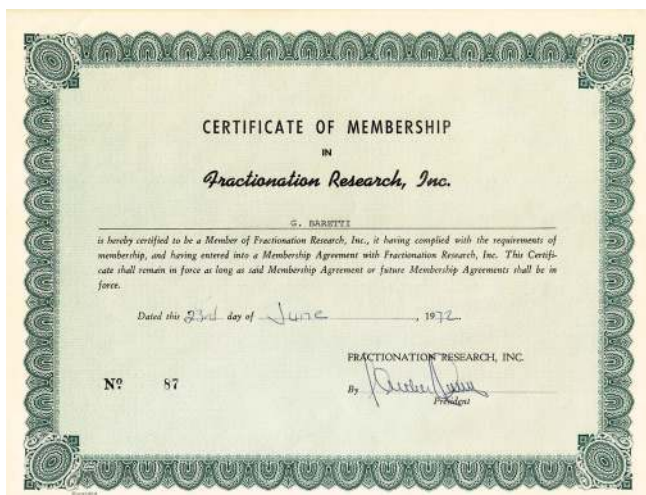 CERTIFICATE OF MEMBERSHIP
IN
Fractionation Research, Inc.
G. BARETTI
is hereby certified to be a Member of Fractionation Research, Inc., it having complied with the requirements of
membership, and having entered into a Membership Agreement with Fractionation Research, Inc. This Certifi-
cate shall remain in force as long as said Membership Agreement or future Membership Agreements shall be in
force.
Dated this 23rd day of June, 1972
FRACTIONATION RESEARCH, INC.
Nº 87
By
President